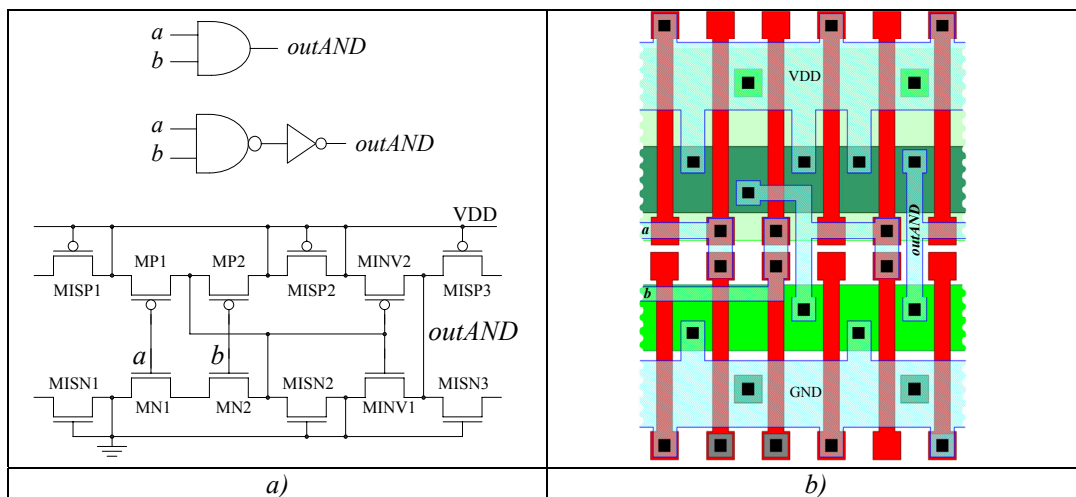 a
b
outAND
a
b
outAND
VDD
MP1
MP2
MINV2
MISP1
MISP2
MISP3
outAND
a
b
MISN1
MISN2
MISN3
MN1
MN2
MINV1
a)
VDD
a
outAND
b
GND
b)